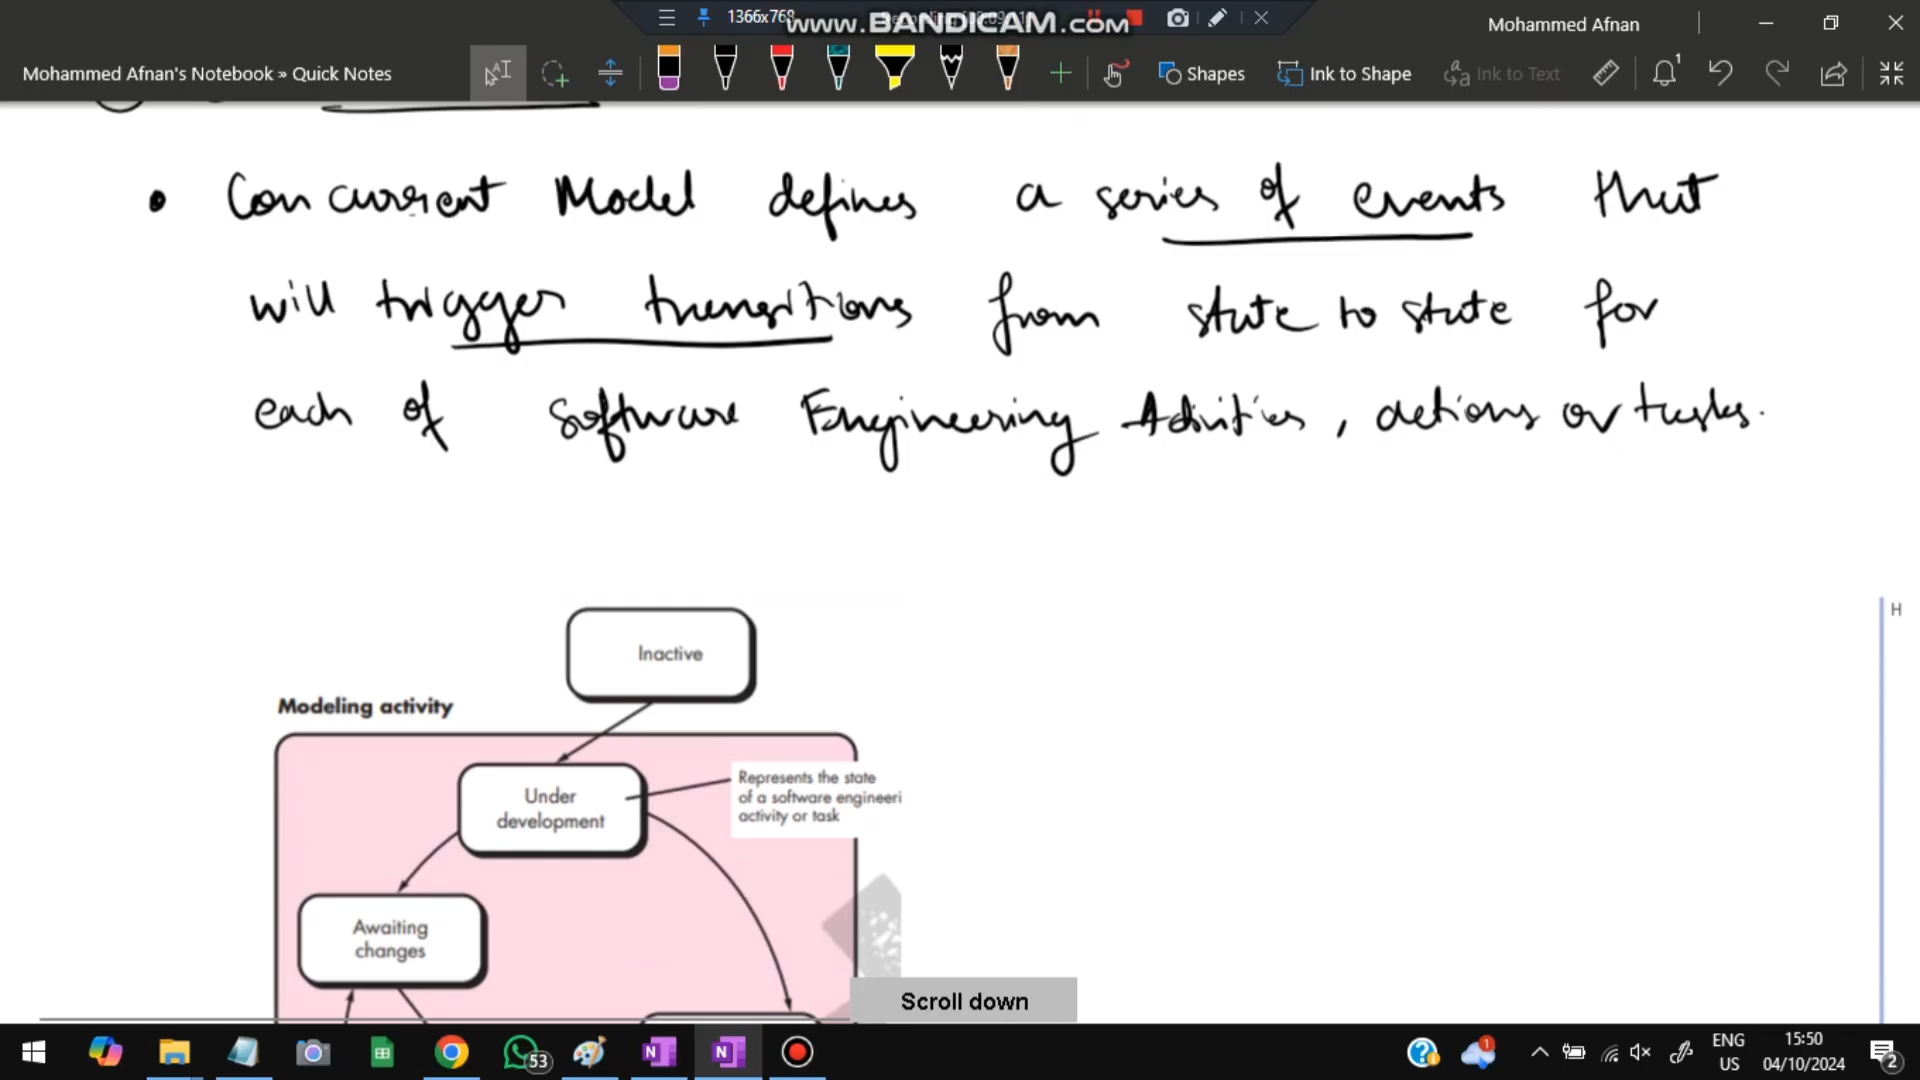 1366x768
www.BANDICAM.com
Mohammed Afnan
Mohammed Afnan's Notebook » Quick Notes
Shapes
Ink to Shape
Ink to Text
1
• Concurrent Model defines a series of events that
will trigger transitions from state to state for
each of Software Engineering Activities, actions or tasks.
H
Inactive
Modeling activity
Under
development
Represents the state
of a software engineeri
activity or task
Awaiting
changes
Scroll down
53
1
ENG
US
15:50
04/10/2024
2